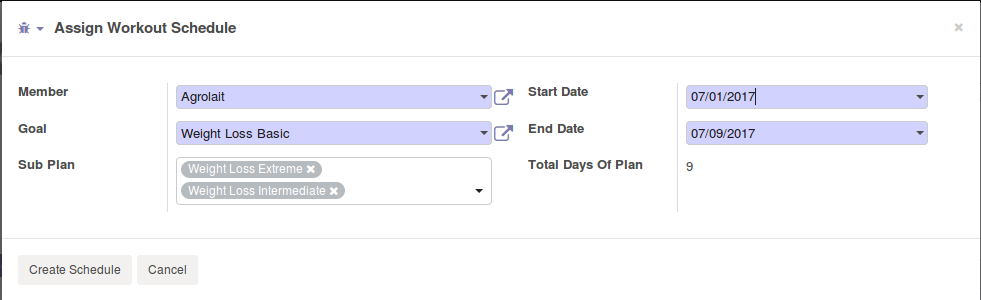 Assign Workout Schedule
×
Member
Agrolait
Start Date
07/01/2017
Goal
Weight Loss Basic
End Date
07/09/2017
Sub Plan
Weight Loss Extreme ×
Weight Loss Intermediate ×
Total Days Of Plan
9
Create Schedule
Cancel